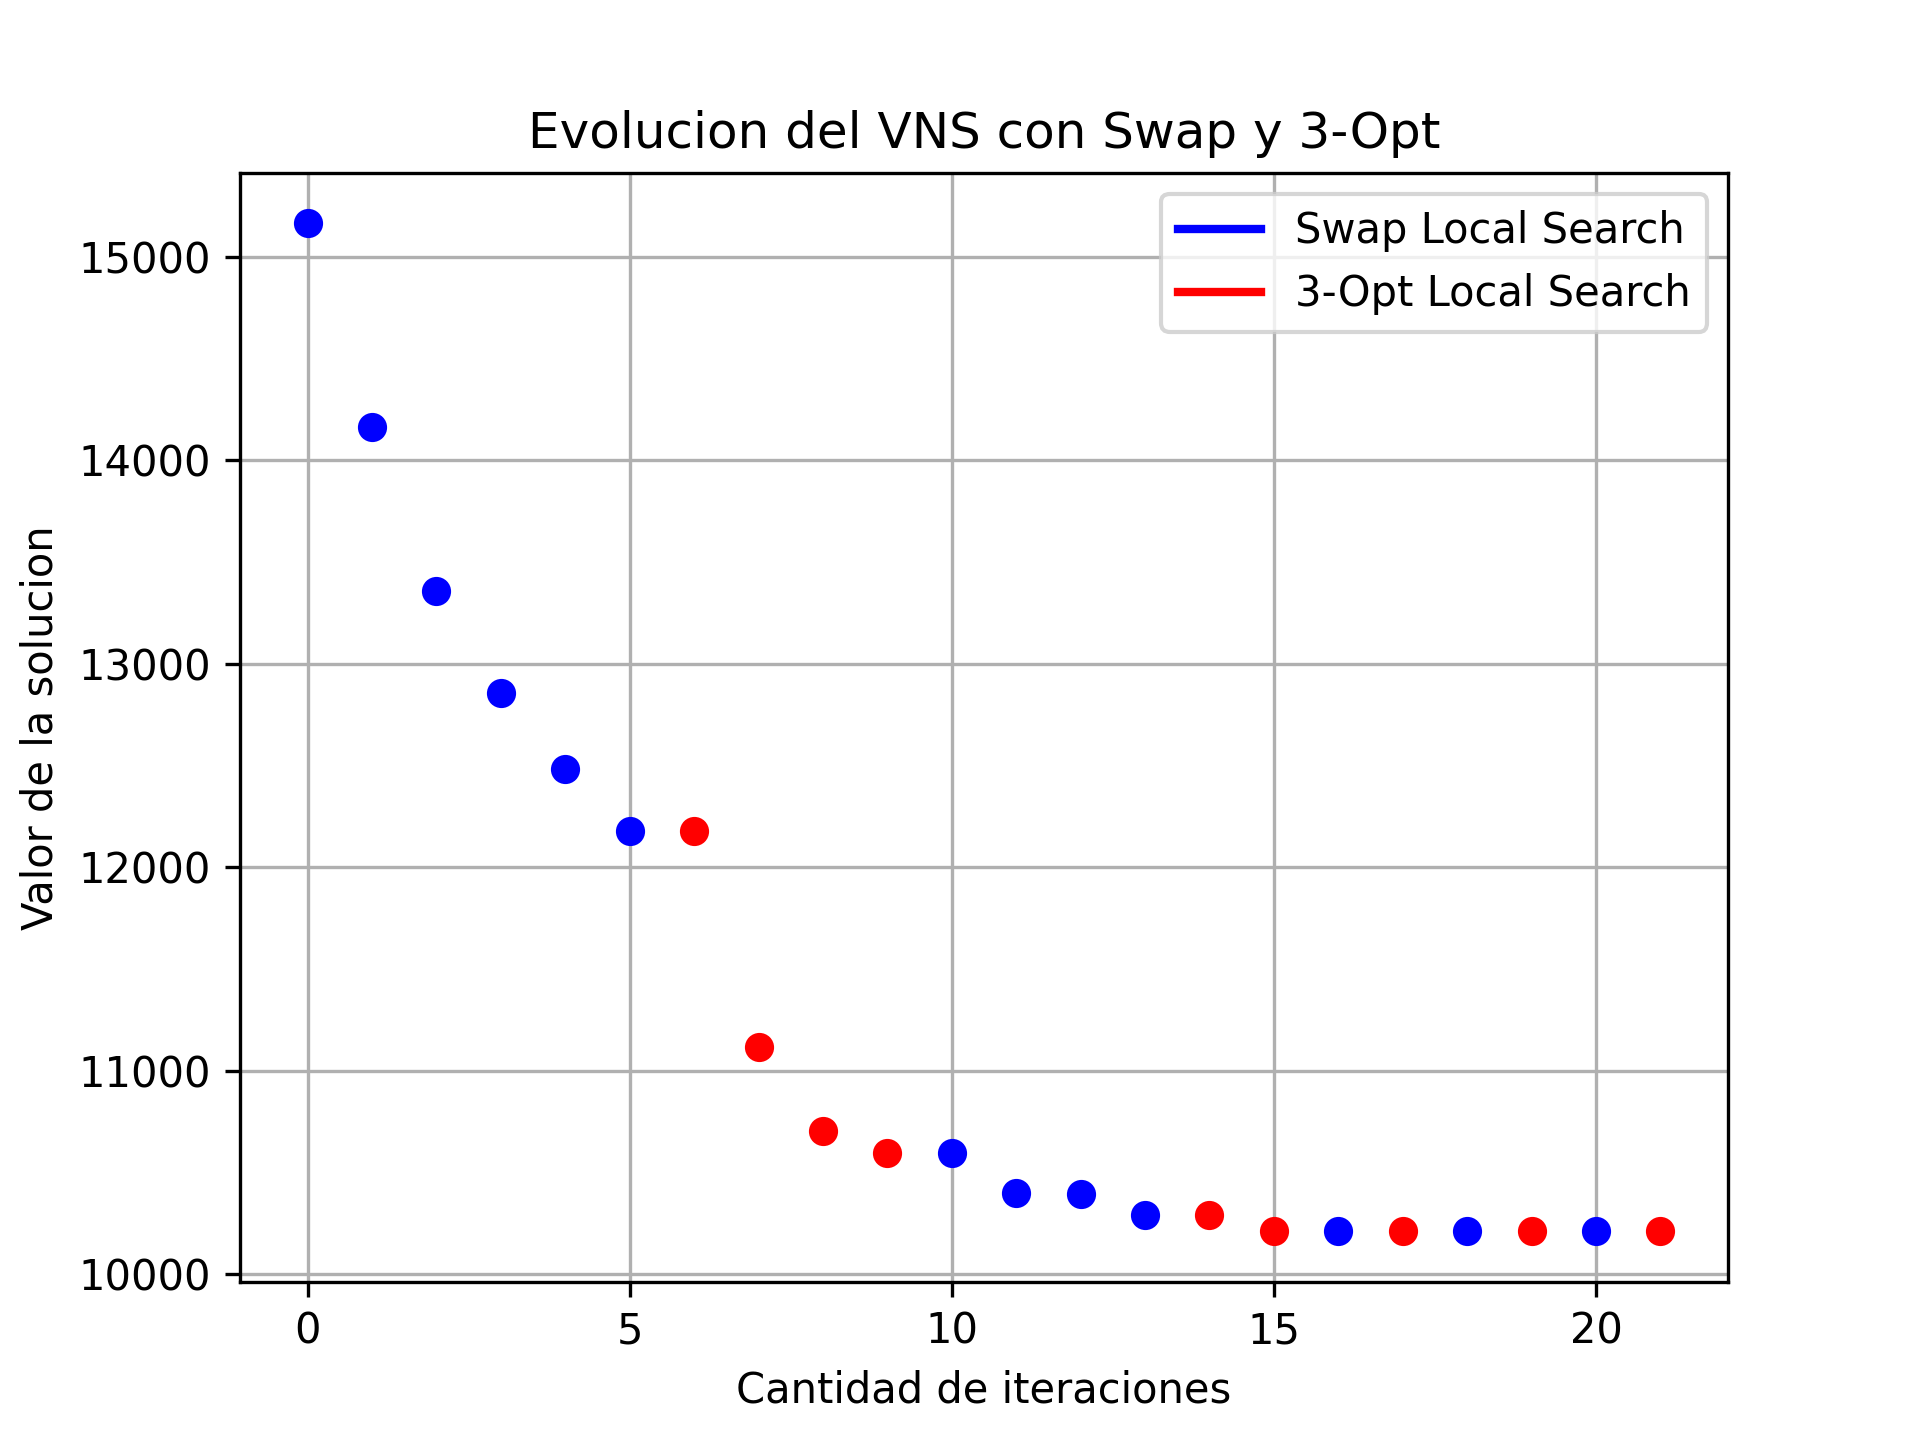 Evolucion del VNS con Swap y 3-Opt
Swap Local Search
3-Opt Local Search
Valor de la solucion
15000
14000
13000
12000
11000
10000
0 5 10 15 20
Cantidad de iteraciones